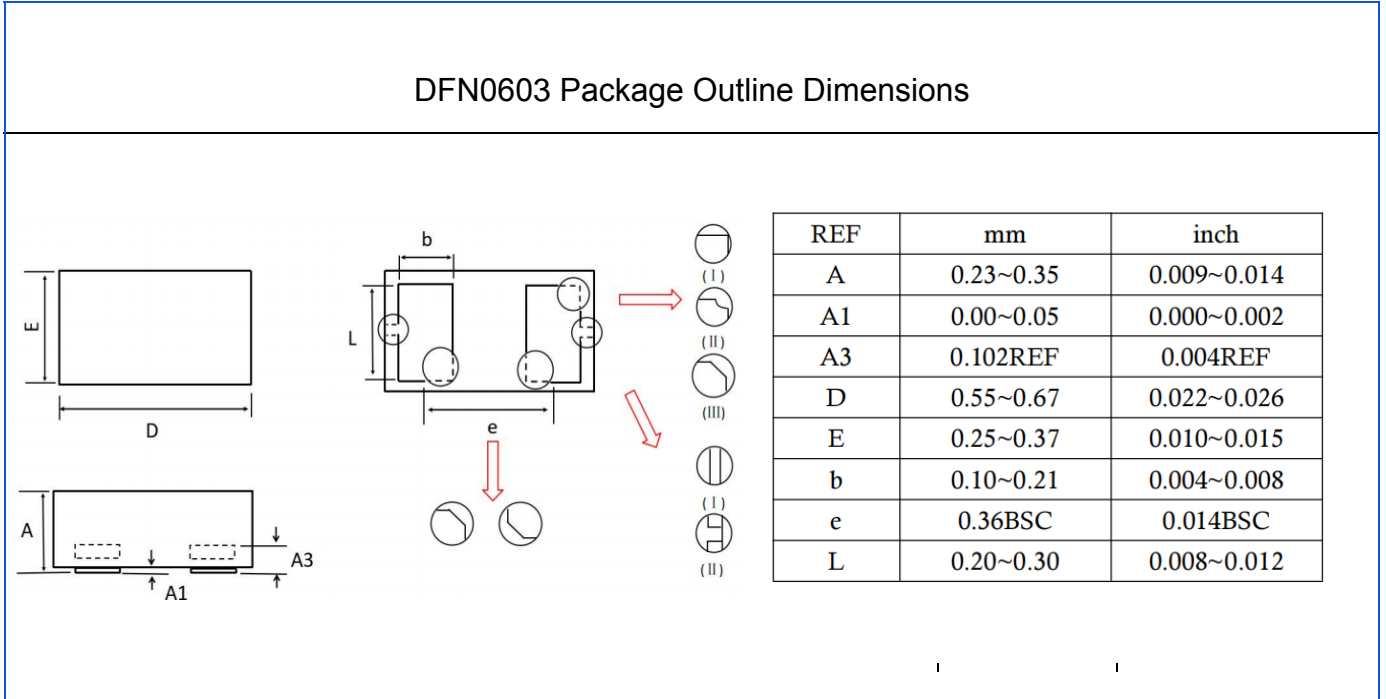 DFN0603 Package Outline Dimensions
E
D
A
A1
A3
b
L
e
(Ⅰ)
(Ⅱ)
(Ⅲ)
(Ⅰ)
(Ⅱ)
REF mm inch
A 0.23~0.35 0.009~0.014
A1 0.00~0.05 0.000~0.002
A3 0.102REF 0.004REF
D 0.55~0.67 0.022~0.026
E 0.25~0.37 0.010~0.015
b 0.10~0.21 0.004~0.008
e 0.36BSC 0.014BSC
L 0.20~0.30 0.008~0.012